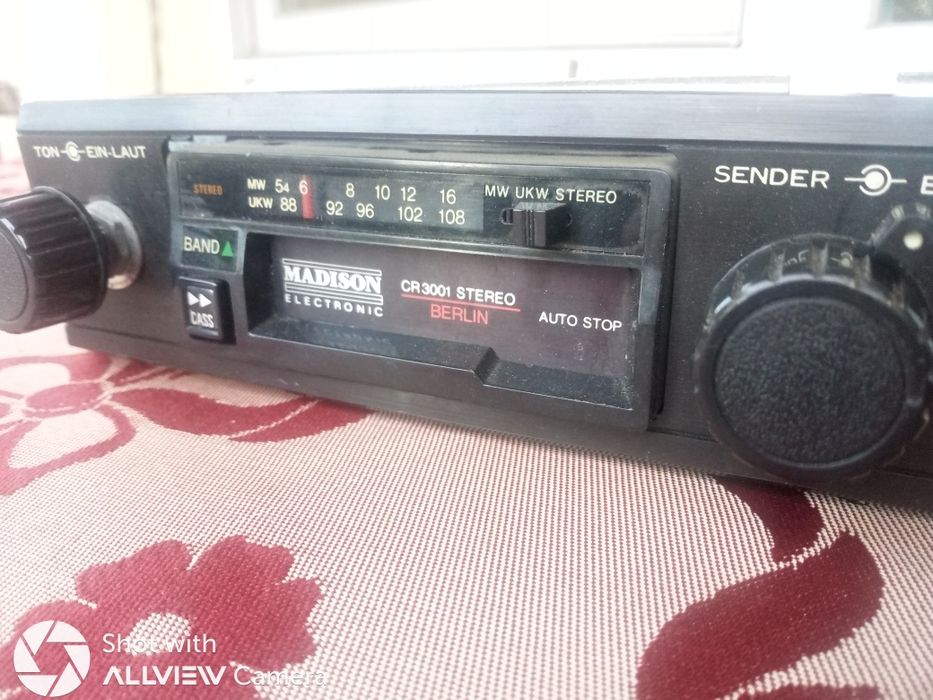 TON EIN-LAUT
STEREO
MW 54 6 8 10 12 16
UKW 88 92 96 102 108
MW UKW STEREO
SENDER
BAND
CASS
MADISON
ELECTRONIC
CR3001 STEREO
BERLIN
AUTO STOP
Shot with
ALLVIEW Camera